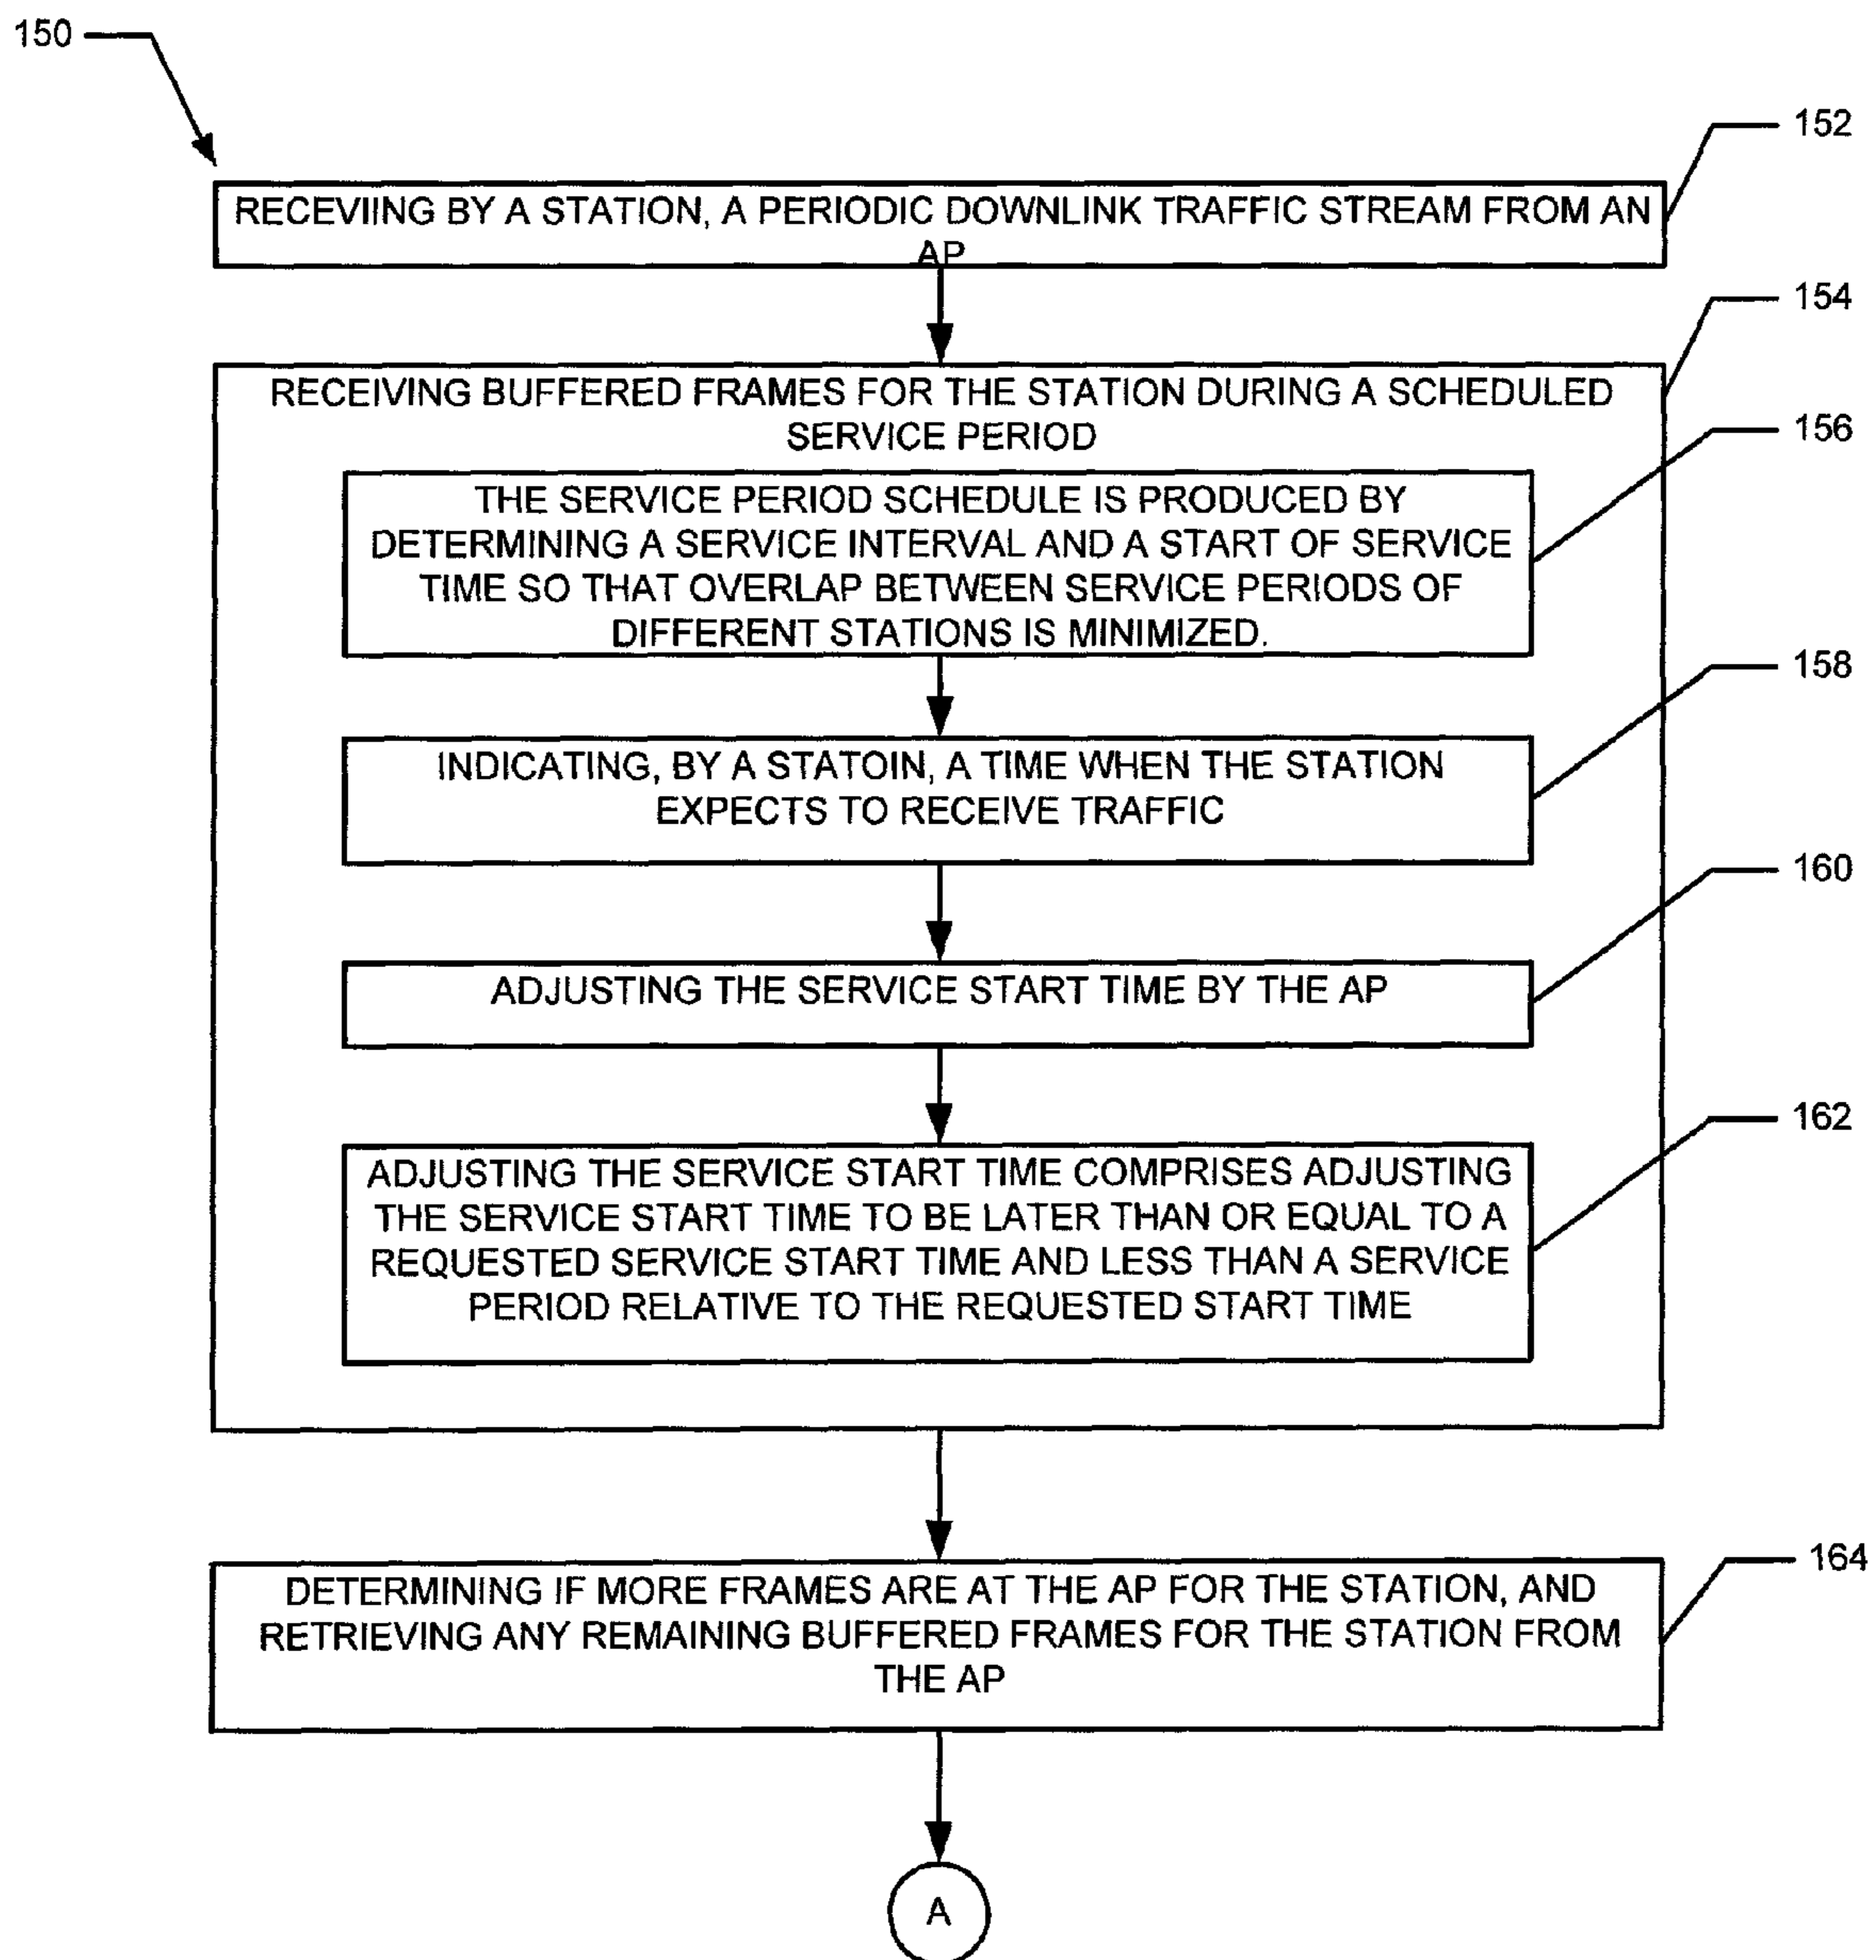 150
152
RECEVIING BY A STATION, A PERIODIC DOWNLINK TRAFFIC STREAM FROM AN
AP
154
RECEIVING BUFFERED FRAMES FOR THE STATION DURING A SCHEDULED
SERVICE PERIOD
156
THE SERVICE PERIOD SCHEDULE IS PRODUCED BY
DETERMINING A SERVICE INTERVAL AND A START OF SERVICE
TIME SO THAT OVERLAP BETWEEN SERVICE PERIODS OF
DIFFERENT STATIONS IS MINIMIZED.
158
INDICATING, BY A STATOIN, A TIME WHEN THE STATION
EXPECTS TO RECEIVE TRAFFIC
160
ADJUSTING THE SERVICE START TIME BY THE AP
162
ADJUSTING THE SERVICE START TIME COMPRISES ADJUSTING
THE SERVICE START TIME TO BE LATER THAN OR EQUAL TO A
REQUESTED SERVICE START TIME AND LESS THAN A SERVICE
PERIOD RELATIVE TO THE REQUESTED START TIME
164
DETERMINING IF MORE FRAMES ARE AT THE AP FOR THE STATION, AND
RETRIEVING ANY REMAINING BUFFERED FRAMES FOR THE STATION FROM
THE AP
A